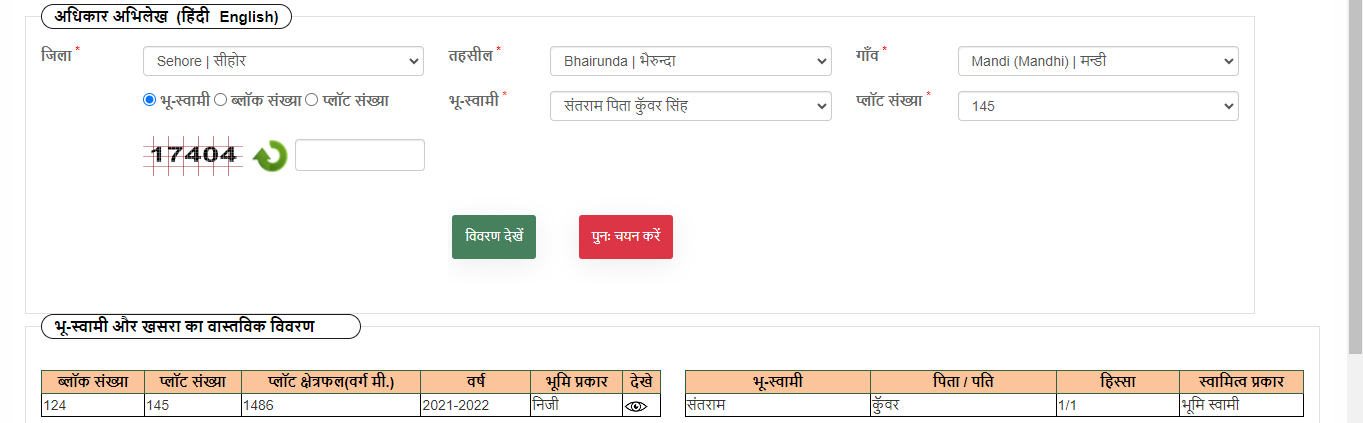 अधिकार अभिलेख (हिंदी English)
जिला * Sehore | सीहोर तहसील * Bhairunda | भैरुन्दा गाँव * Mandi (Mandhi) | मन्डी
भू-स्वामी ब्लॉक संख्या प्लॉट संख्या भू-स्वामी * संतराम पिता कुॅवर सिंह प्लॉट संख्या * 145
17404
विवरण देखें पुनः चयन करें
भू-स्वामी और खसरा का वास्तविक विवरण
ब्लॉक संख्या प्लॉट संख्या प्लॉट क्षेत्रफल(वर्ग मी.) वर्ष भूमि प्रकार देखे भू-स्वामी पिता / पति हिस्सा स्वामित्व प्रकार
124 145 1486 2021-2022 निजी संतराम कुॅवर 1/1 भूमि स्वामी